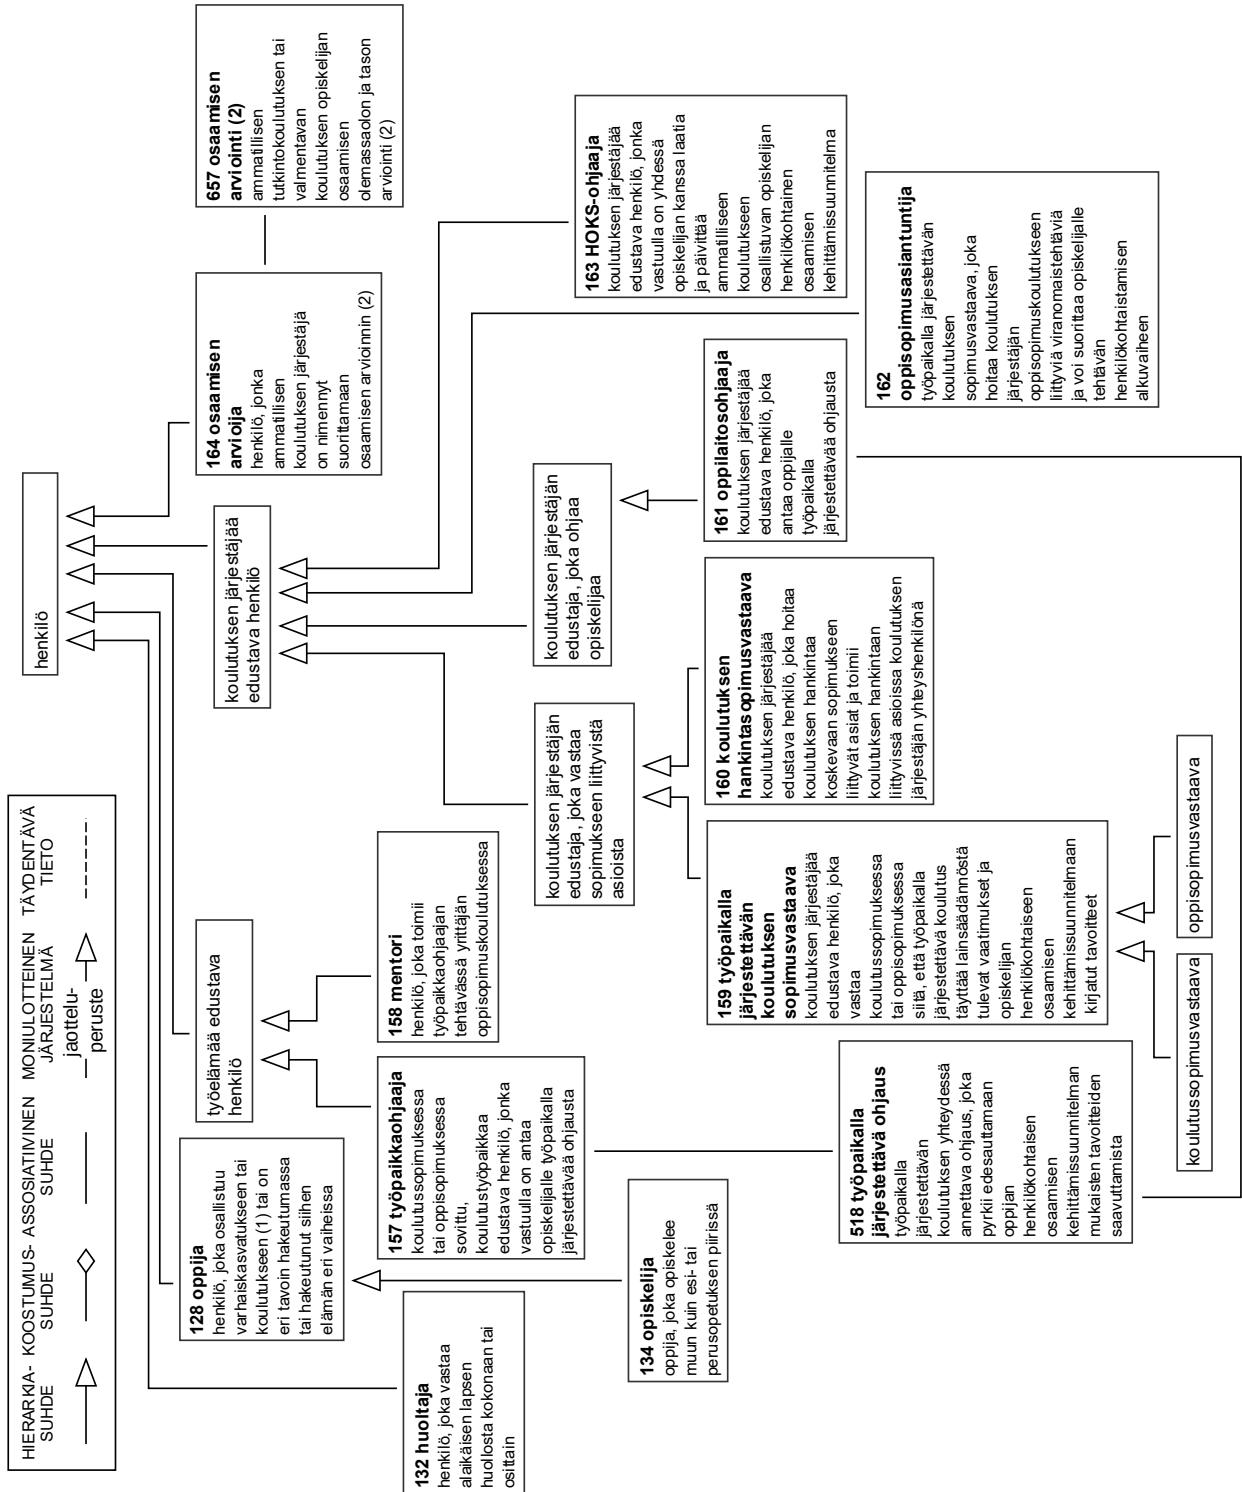 HIERARKIA-
SUHDE
KOOSTUMUS-
SUHDE
ASSOSIATIIVINEN
SUHDE
MONIULOTTEINEN
JÄRJESTELMÄ
jaottelu-
peruste
TÄYDENTÄVÄ
TIETO
henkilö
132 huoltaja
henkilö, joka vastaa
alaikäisen lapsen
huollosta kokonaan tai
osittain
128 oppija
henkilö, joka osallistuu
varhaiskasvatukseen tai
koulutukseen (1) tai on
eri tavoin hakeutumassa
tai hakeutunut siihen
elämän eri vaiheissa
134 opiskelija
oppija, joka opiskelee
muun kuin esi- tai
perusopetuksen piirissä
työelämää edustava
henkilö
157 työpaikkaohjaaja
koulutussopimuksessa
tai oppisopimuksessa
sovittu,
koulutustyöpaikkaa
edustava henkilö, jonka
vastuulla on antaa
opiskelijalle työpaikalla
järjestettävää ohjausta
158 mentori
henkilö, joka toimii
työpaikkaohjaajan
tehtävässä yrittäjän
oppisopimuskoulutuksessa
518 työpaikalla
järjestettävä ohjaus
työpaikalla
järjestettävän
koulutuksen yhteydessä
annettava ohjaus, joka
pyrkii edesauttamaan
oppijan
henkilökohtaisen
osaamisen
kehittämissuunnitelman
mukaisten tavoitteiden
saavuttamista
koulutuksen järjestäjää
edustava henkilö
koulutuksen järjestäjän
edustaja, joka vastaa
sopimukseen liittyvistä
asioista
159 työpaikalla
järjestettävän
koulutuksen
sopimusvastaava
koulutuksen järjestäjää
edustava henkilö, joka
vastaa
koulutussopimuksessa
tai oppisopimuksessa
siitä, että työpaikalla
järjestettävä koulutus
täyttää lainsäädännöstä
tulevat vaatimukset ja
opiskelijan
henkilökohtaiseen
osaamisen
kehittämissuunnitelmaan
kirjatut tavoitteet
koulutussopimusvastaava
oppisopimusvastaava
160 koulutuksen
hankintasopimusvastaava
koulutuksen järjestäjää
edustava henkilö, joka hoitaa
koulutuksen hankintaa
koskevaan sopimukseen
liittyvät asiat ja toimii
koulutuksen hankintaan
liittyvissä asioissa koulutuksen
järjestäjän yhteyshenkilönä
koulutuksen järjestäjän
edustaja, joka ohjaa
opiskelijaa
161 oppilaitosohjaaja
koulutuksen järjestäjää
edustava henkilö, joka
antaa oppijalle
työpaikalla
järjestettävää ohjausta
162
oppisopimusasiantuntija
työpaikalla järjestettävän
koulutuksen
sopimusvastaava, joka
hoitaa koulutuksen
järjestäjän
oppisopimuskoulutukseen
liittyviä viranomaistehtäviä
ja voi suorittaa opiskelijalle
tehtävän
henkilökohtaistamisen
alkuvaiheen
163 HOKS-ohjaaja
koulutuksen järjestäjää
edustava henkilö, jonka
vastuulla on yhdessä
opiskelijan kanssa laatia
ja päivittää
ammatilliseen
koulutukseen
osallistuvan opiskelijan
henkilökohtainen
osaamisen
kehittämissuunnitelma
164 osaamisen
arvioija
henkilö, jonka
ammatillisen
koulutuksen järjestäjä
on nimennyt
suorittamaan
osaamisen arvioinnin (2)
657 osaamisen
arviointi (2)
ammatillisen
tutkintokoulutuksen tai
valmentavan
koulutuksen opiskelijan
osaamisen
olemassaolon ja tason
arviointi (2)